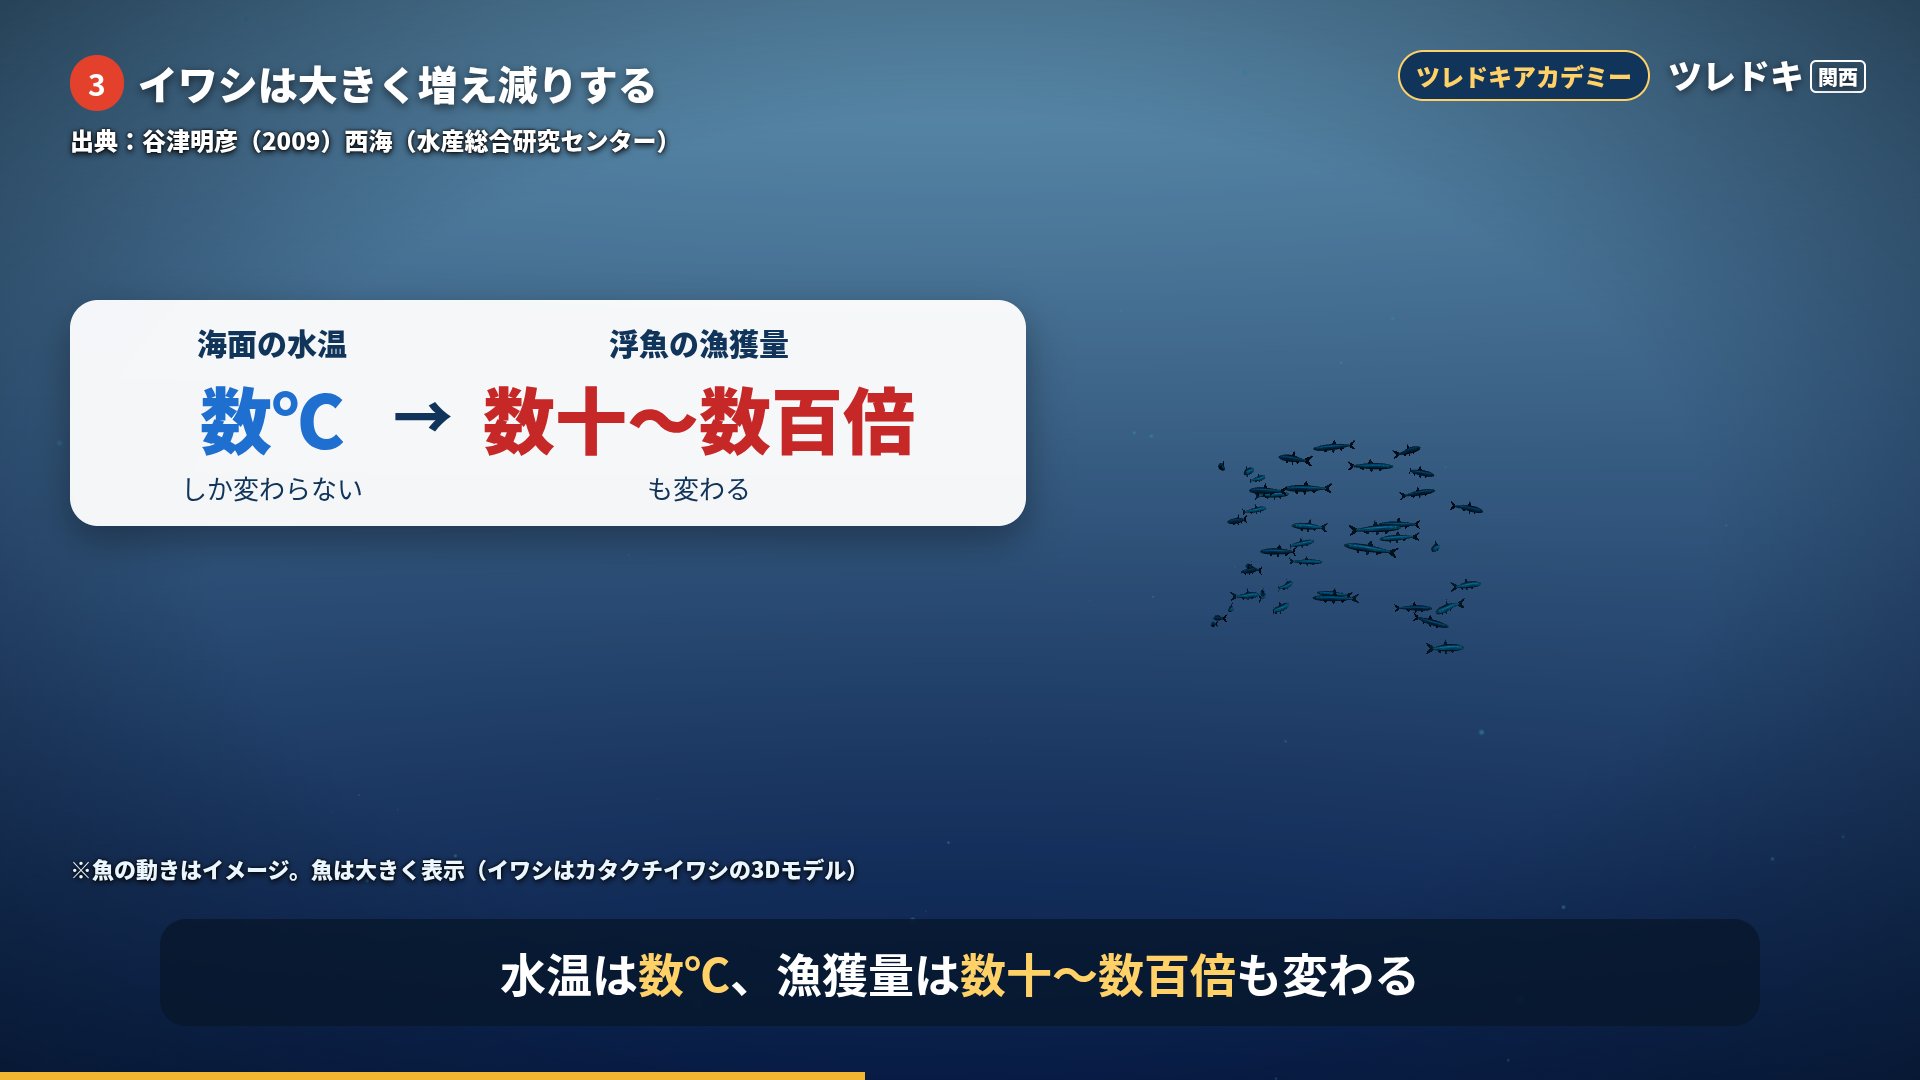 3 イワシは大きく増え減りする
出典：谷津明彦（2009）西海（水産総合研究センター）
ツレドキアカデミー ツレドキ 関西
海面の水温
数℃
しか変わらない
→
浮魚の漁獲量
数十〜数百倍
も変わる
※魚の動きはイメージ。魚は大きく表示（イワシはカタクチイワシの3Dモデル）
水温は数℃、漁獲量は数十〜数百倍も変わる